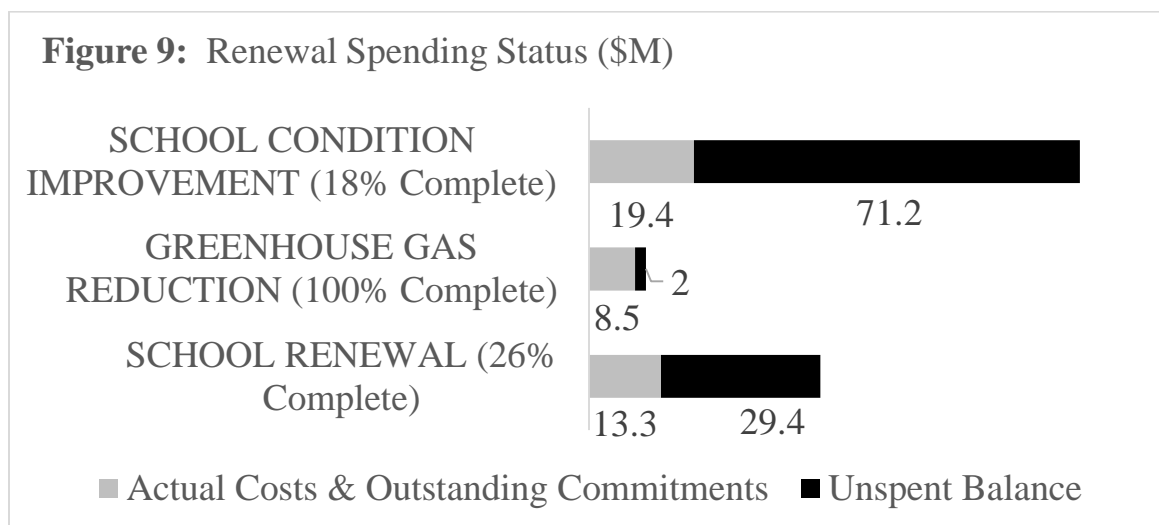 Figure 9: Renewal Spending Status ($M)
SCHOOL CONDITION
IMPROVEMENT (18% Complete)
19.4 71.2
GREENHOUSE GAS
REDUCTION (100% Complete)
2
8.5
SCHOOL RENEWAL (26%
Complete)
13.3 29.4
Actual Costs & Outstanding Commitments Unspent Balance